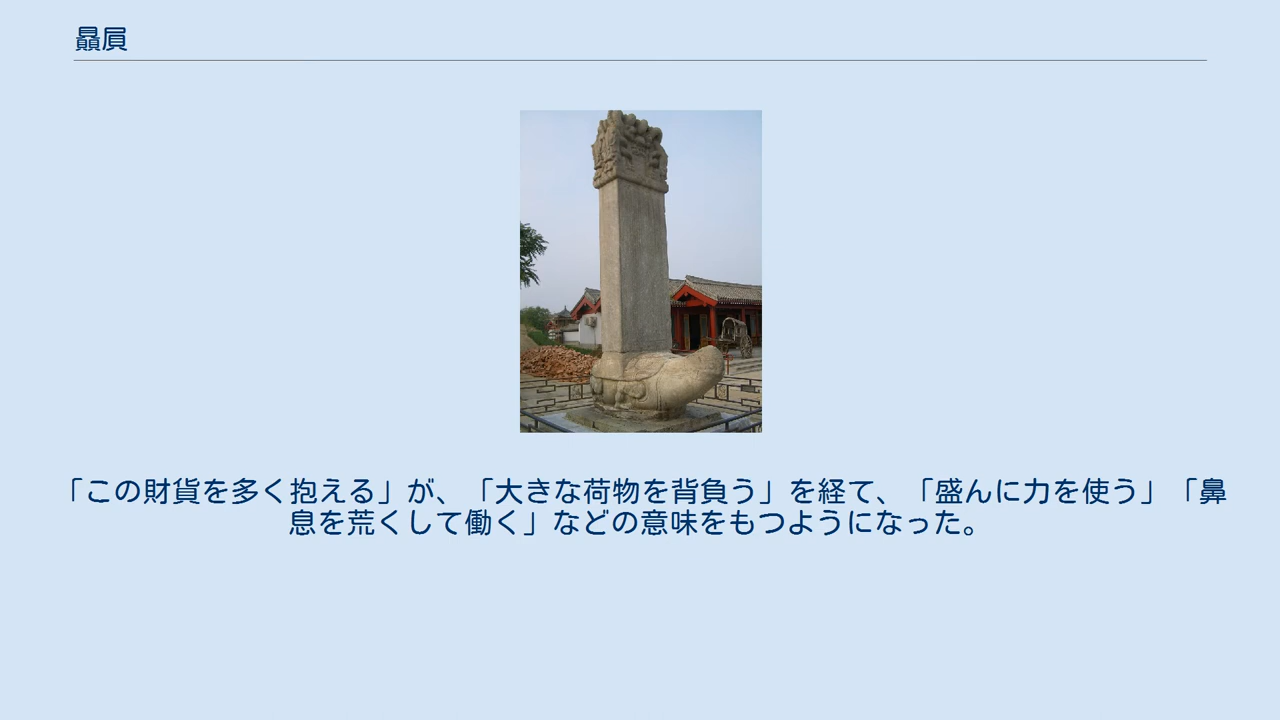 贔屓
「この財貨を多く抱える」が、「大きな荷物を背負う」を経て、「盛んに力を使う」「鼻
息を荒くして働く」などの意味をもつようになった。